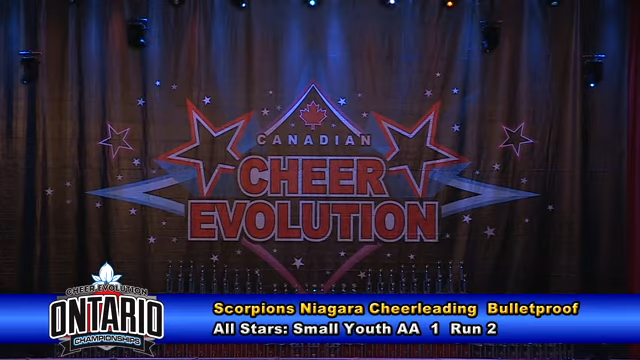 CANADIAN
CHEER
EVOLUTION
CHEER EVOLUTION
ONTARIO
CHAMPIONSHIPS
Scorpions Niagara Cheerleading Bulletproof
All Stars: Small Youth AA 1 Run 2